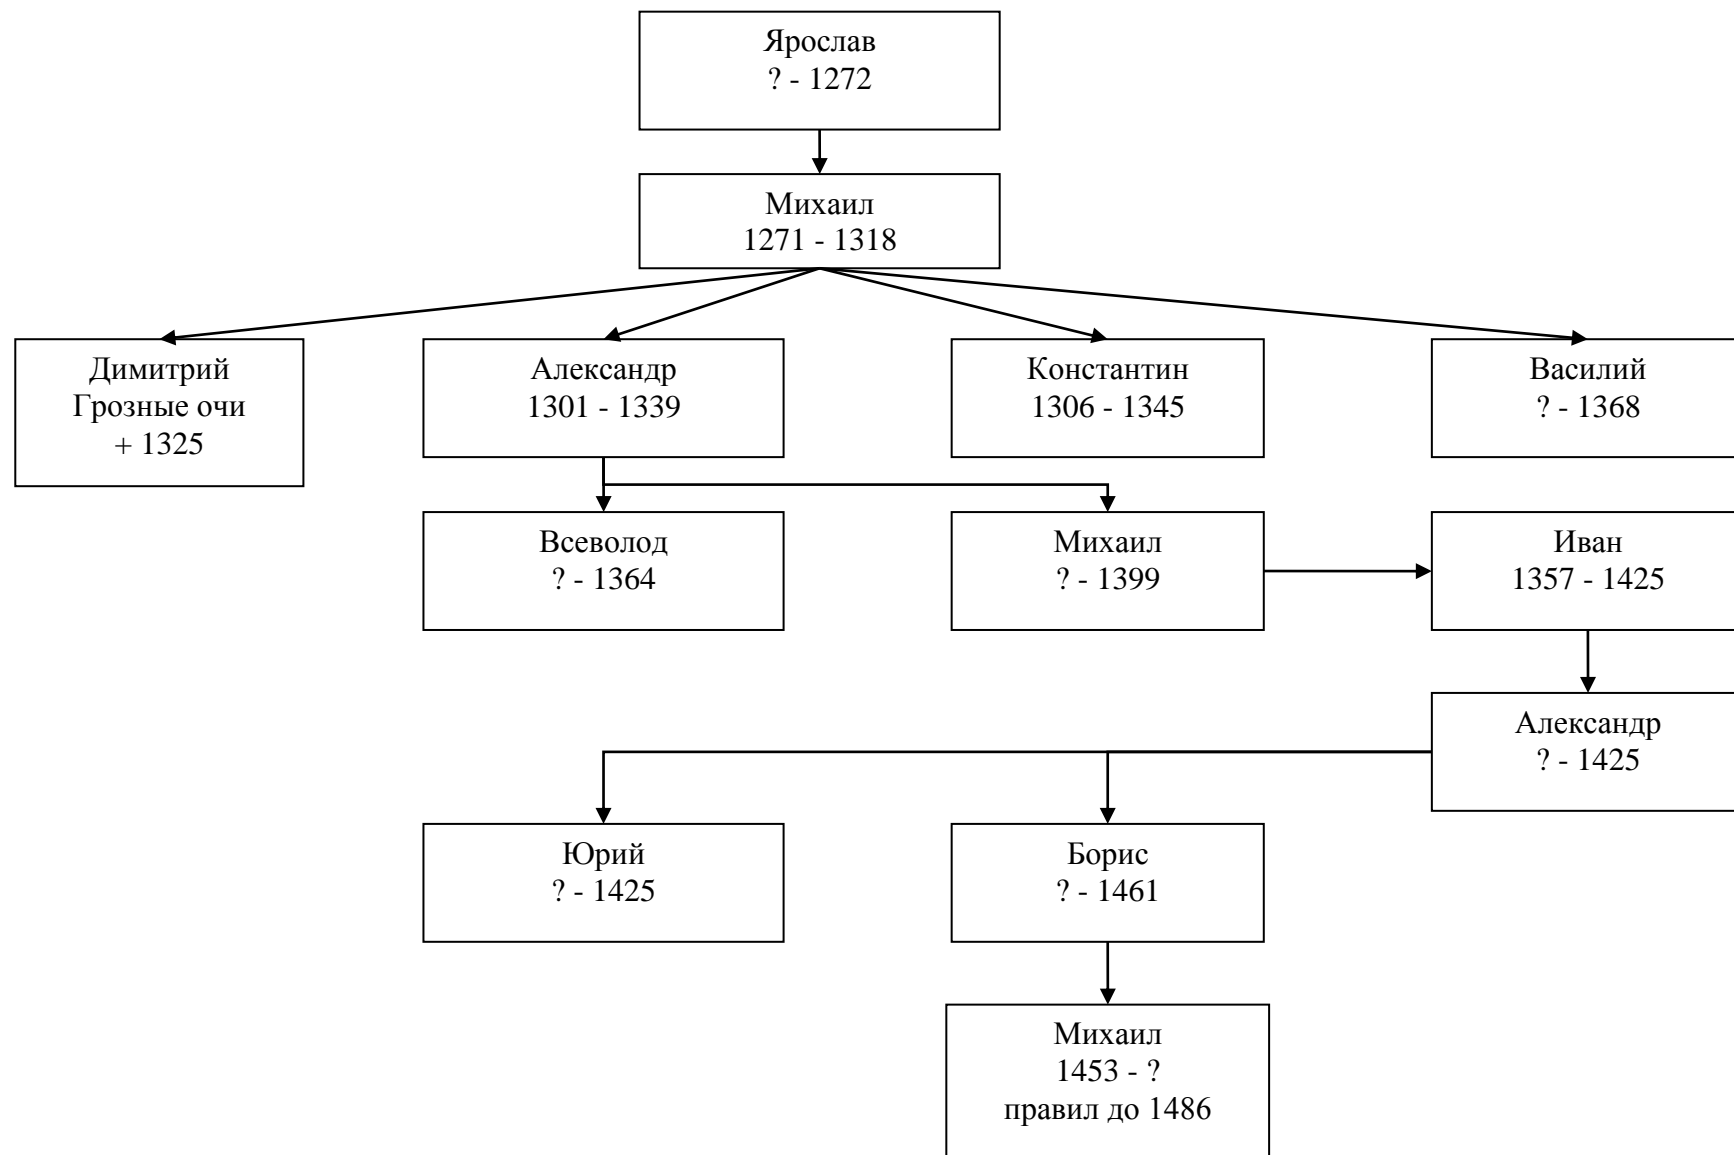 Ярослав
? - 1272
Михаил
1271 - 1318
Димитрий
Грозные очи
+ 1325
Александр
1301 - 1339
Константин
1306 - 1345
Василий
? - 1368
Всеволод
? - 1364
Михаил
? - 1399
Иван
1357 - 1425
Александр
? - 1425
Юрий
? - 1425
Борис
? - 1461
Михаил
1453 - ?
правил до 1486